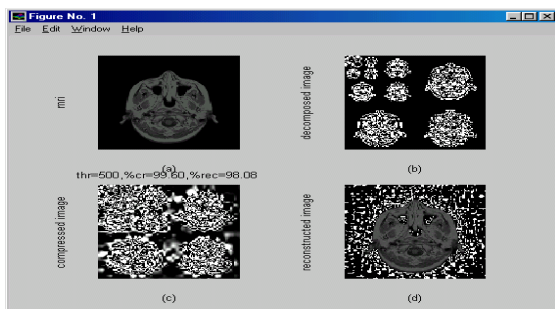 Figure No. 1
File Edit Window Help
mri
decomposed image
(a)
(b)
thr=500,%cr=99.60,%rec=98.08
compressed image
reconstructed image
(c)
(d)